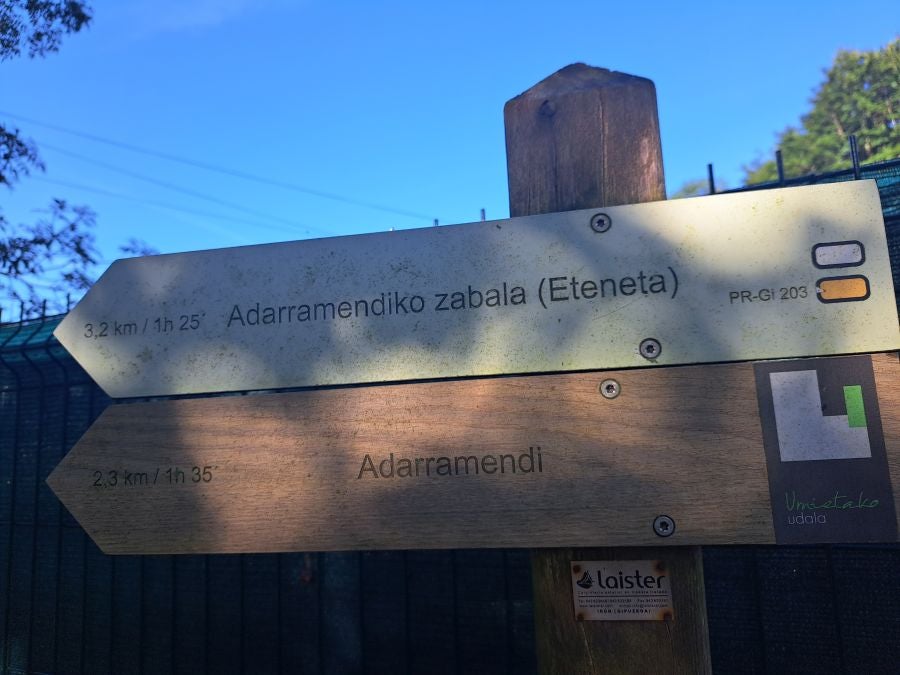 3,2 km / 1h 25´ Adarramendiko zabala (Eteneta) PR-Gi 203
2,3 km / 1h 35´ Adarramendi
Urnietako
udala
laister
IRUN (GIPUZKOA)